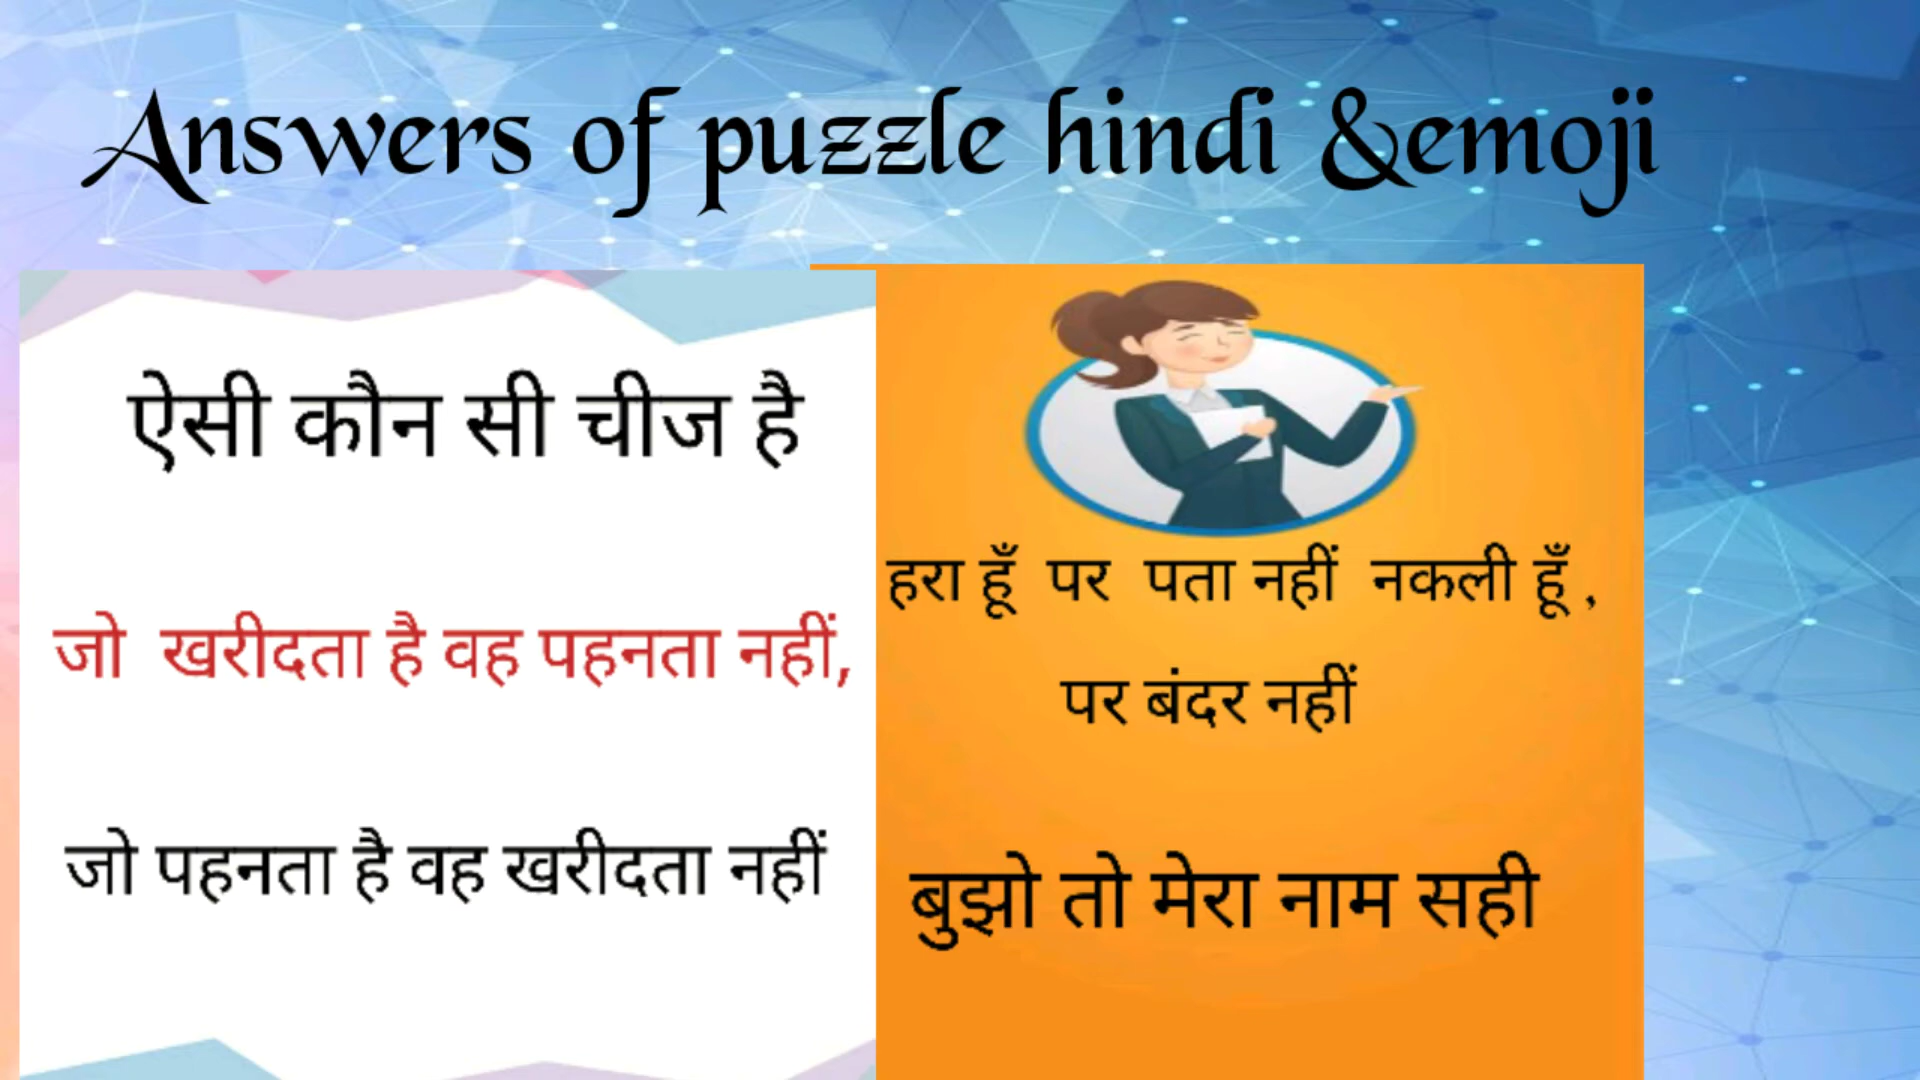 Answers of puzzle hindi &emoji
ऐसी कौन सी चीज है
जो खरीदता है वह पहनता नहीं,
जो पहनता है वह खरीदता नहीं
हरा हूँ पर पता नहीं नकली हूँ ,
पर बंदर नहीं
बुझो तो मेरा नाम सही